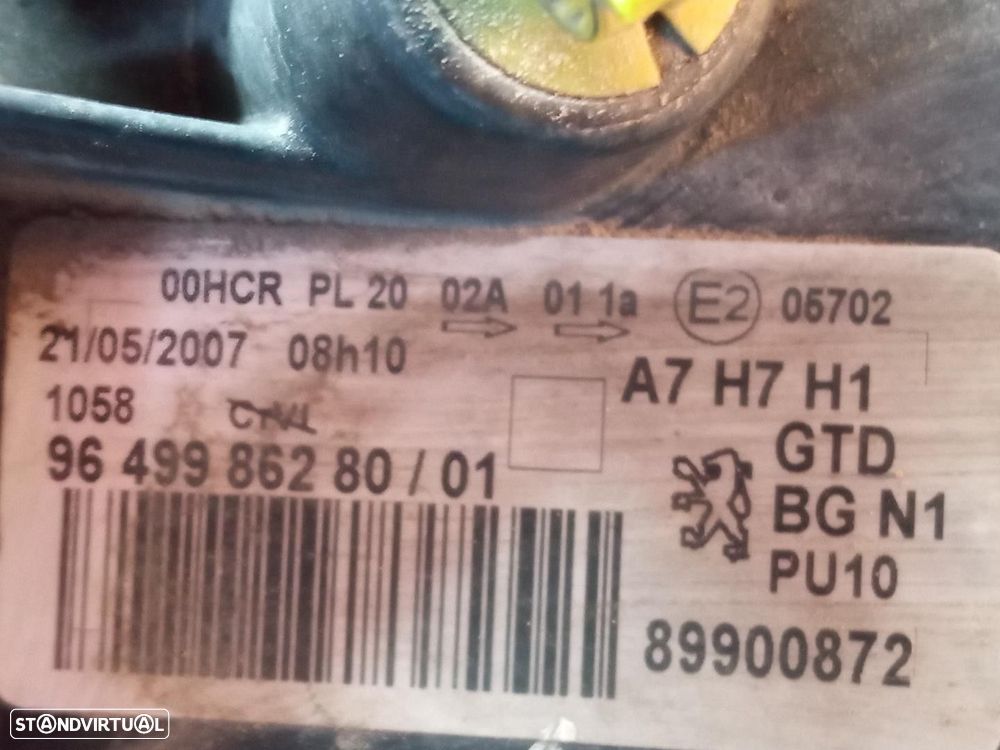 00HCR PL 20 02A 01 1a E2 05702
21/05/2007 08h10
A7 H7 H1
1058
GTD
96 499 862 80 / 01
BG N1
PU10
89900872
STANDVIRTUAL